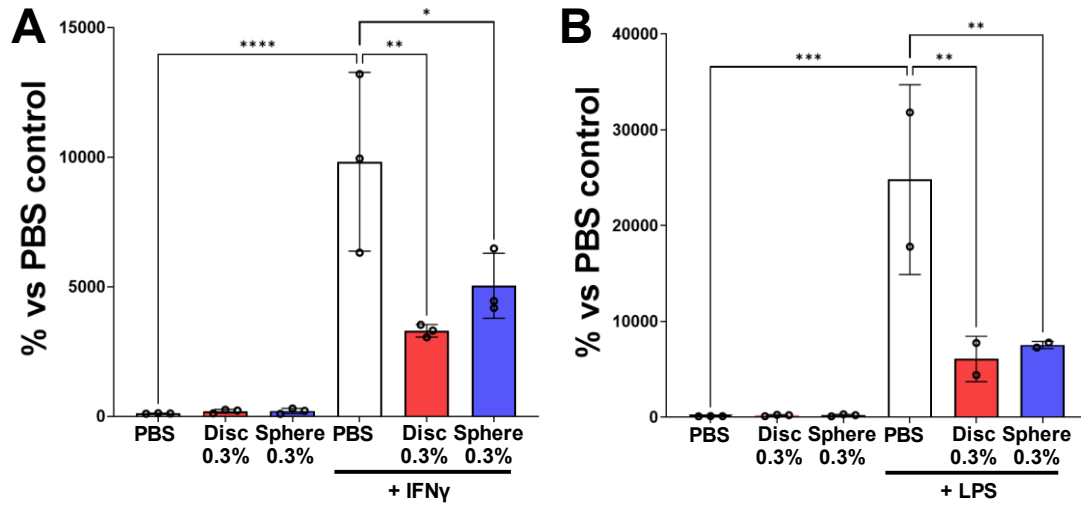 A
% vs PBS control
15000
10000
5000
0
****
**
*
PBS
Disc
0.3%
Sphere
0.3%
PBS
Disc
0.3%
Sphere
0.3%
+ IFNγ
B
% vs PBS control
40000
30000
20000
10000
0
***
**
**
PBS
Disc
0.3%
Sphere
0.3%
PBS
Disc
0.3%
Sphere
0.3%
+ LPS